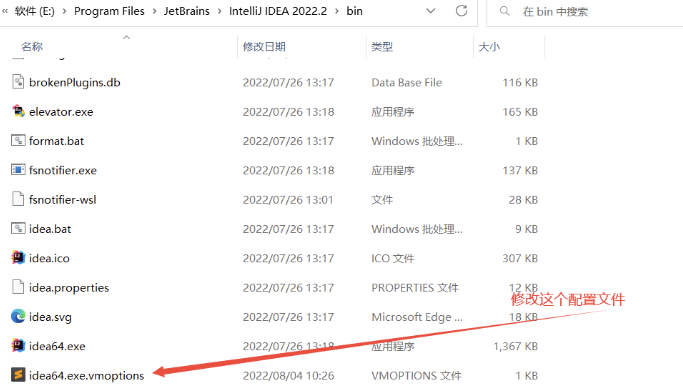 « 软件 (E:) › Program Files › JetBrains › IntelliJ IDEA 2022.2 › bin 在 bin 中搜索
名称 修改日期 类型 大小
brokenPlugins.db 2022/07/26 13:17 Data Base File 116 KB
elevator.exe 2022/07/26 13:18 应用程序 165 KB
format.bat 2022/07/26 13:17 Windows 批处理... 1 KB
fsnotifier.exe 2022/07/26 13:18 应用程序 137 KB
fsnotifier-wsl 2022/07/26 13:01 文件 28 KB
idea.bat 2022/07/26 13:17 Windows 批处理... 9 KB
idea.ico 2022/07/26 13:17 ICO 文件 307 KB
idea.properties 2022/07/26 13:17 PROPERTIES 文件 12 KB
修改这个配置文件
idea.svg 2022/07/26 13:17 Microsoft Edge ... 18 KB
idea64.exe 2022/07/26 13:18 应用程序 1,367 KB
idea64.exe.vmoptions 2022/08/04 10:26 VMOPTIONS 文件 1 KB